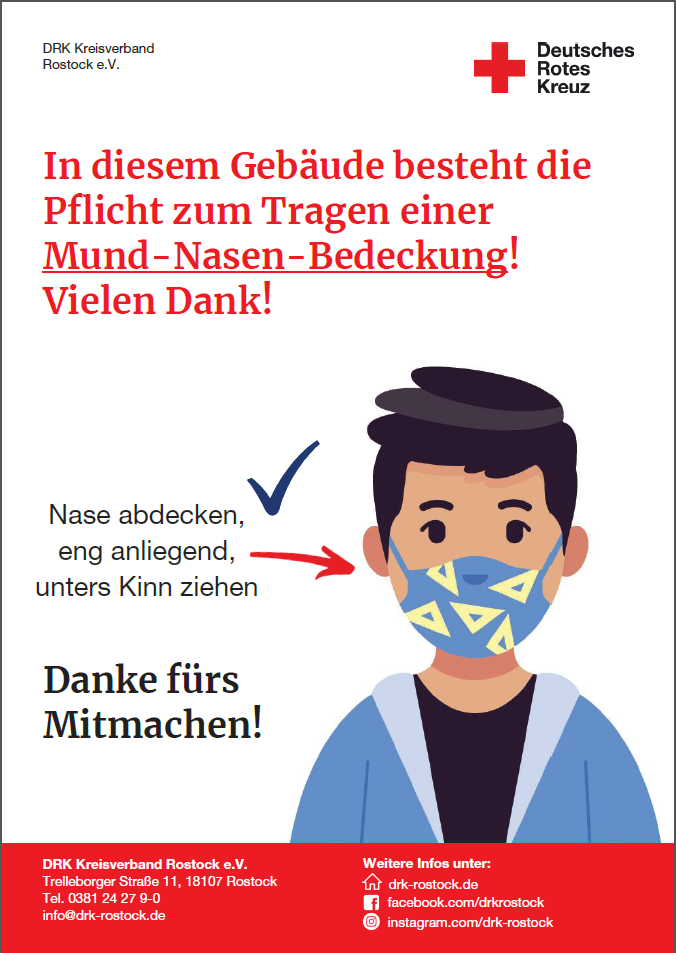 DRK Kreisverband
Rostock e.V.
Deutsches
Rotes
Kreuz
In diesem Gebäude besteht die
Pflicht zum Tragen einer
Mund-Nasen-Bedeckung!
Vielen Dank!
Nase abdecken,
eng anliegend,
unters Kinn ziehen
Danke fürs
Mitmachen!
DRK Kreisverband Rostock e.V.
Trelleborger Straße 11, 18107 Rostock
Tel. 0381 24 27 9-0
info@drk-rostock.de
Weitere Infos unter:
drk-rostock.de
facebook.com/drkrostock
instagram.com/drk-rostock